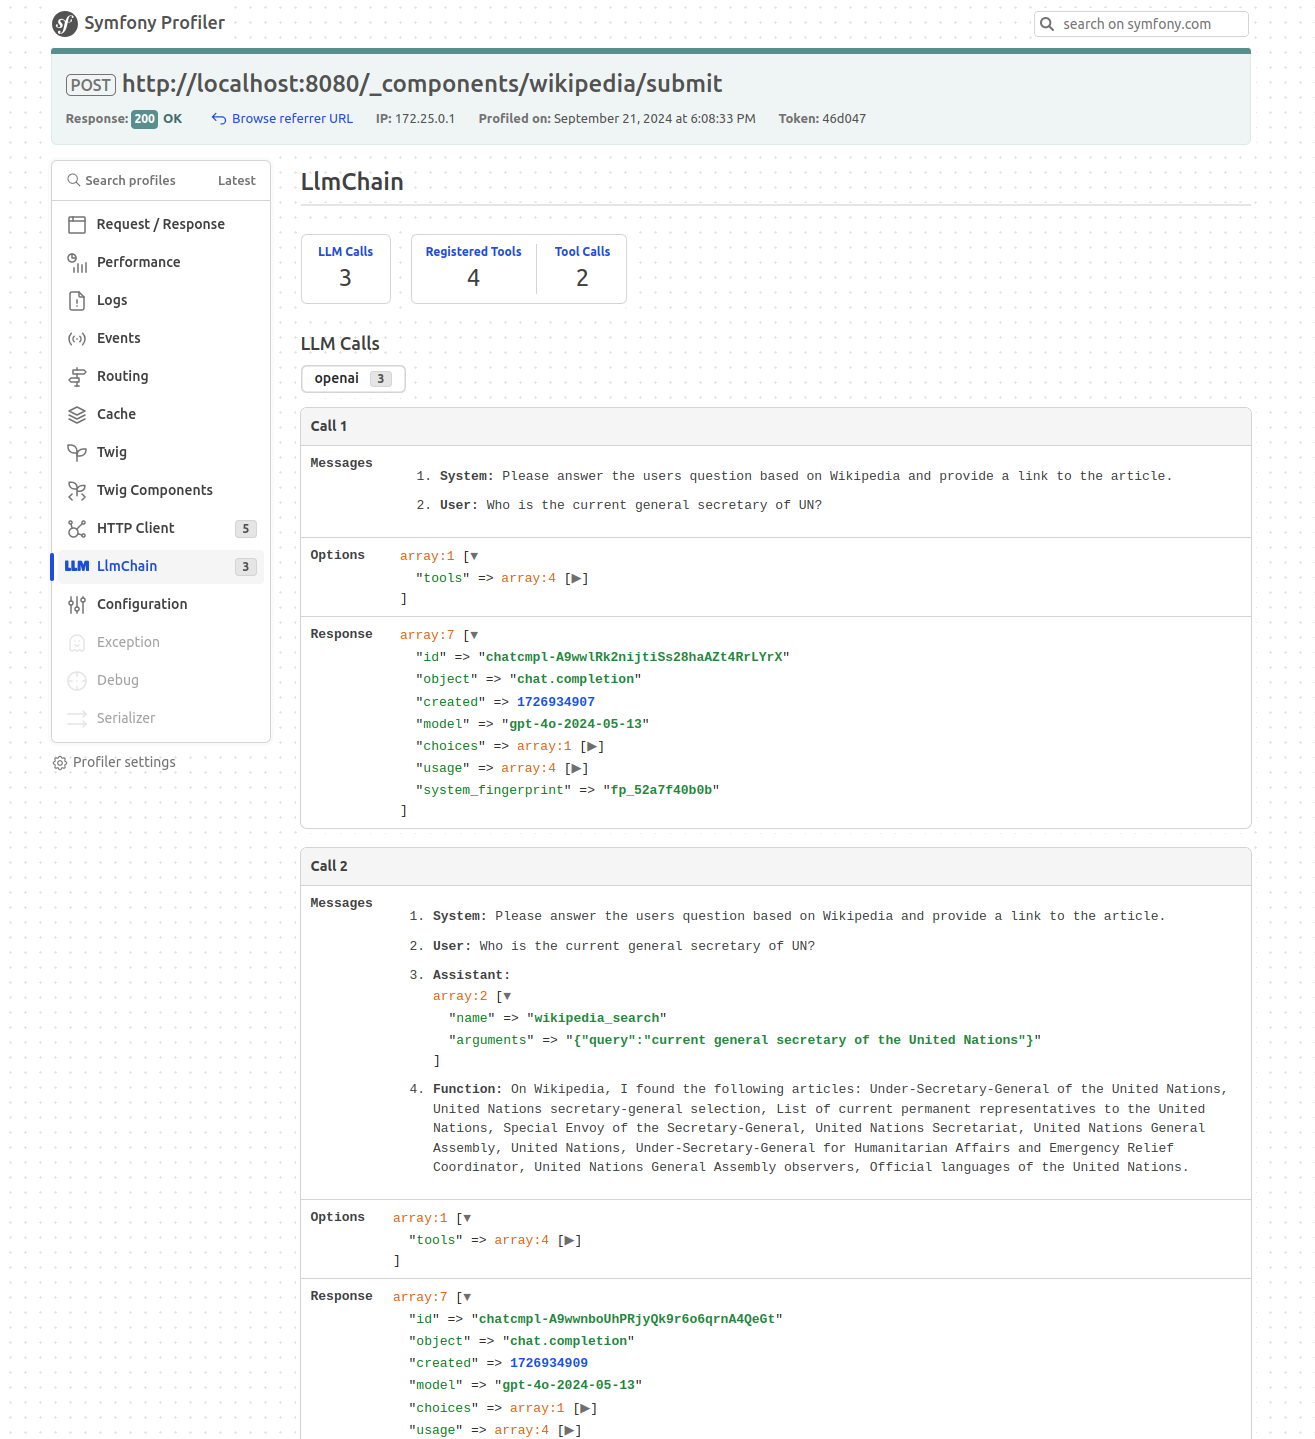 Symfony Profiler
search on symfony.com
POST http://localhost:8080/_components/wikipedia/submit
Response: 200 OK Browse referrer URL IP: 172.25.0.1 Profiled on: September 21, 2024 at 6:08:33 PM Token: 46d047
Search profiles Latest
Request / Response
Performance
Logs
Events
Routing
Cache
Twig
Twig Components
HTTP Client 5
LLM LlmChain 3
Configuration
Exception
Debug
Serializer
Profiler settings
LlmChain
LLM Calls
3
Registered Tools
4
Tool Calls
2
LLM Calls
openai 3
Call 1
Messages
1. System: Please answer the users question based on Wikipedia and provide a link to the article.
2. User: Who is the current general secretary of UN?
Options
array:1 [▼
"tools" => array:4 [▶]
]
Response
array:7 [▼
"id" => "chatcmpl-A9wwlRk2nijtiSs28haAZt4RrLYrX"
"object" => "chat.completion"
"created" => 1726934907
"model" => "gpt-4o-2024-05-13"
"choices" => array:1 [▶]
"usage" => array:4 [▶]
"system_fingerprint" => "fp_52a7f40b0b"
]
Call 2
Messages
1. System: Please answer the users question based on Wikipedia and provide a link to the article.
2. User: Who is the current general secretary of UN?
3. Assistant:
array:2 [▼
"name" => "wikipedia_search"
"arguments" => "{"query":"current general secretary of the United Nations"}"
]
4. Function: On Wikipedia, I found the following articles: Under-Secretary-General of the United Nations,
United Nations secretary-general selection, List of current permanent representatives to the United
Nations, Special Envoy of the Secretary-General, United Nations Secretariat, United Nations General
Assembly, United Nations, Under-Secretary-General for Humanitarian Affairs and Emergency Relief
Coordinator, United Nations General Assembly observers, Official languages of the United Nations.
Options
array:1 [▼
"tools" => array:4 [▶]
]
Response
array:7 [▼
"id" => "chatcmpl-A9wwnboUhPRjyQk9r6o6qrnA4QeGt"
"object" => "chat.completion"
"created" => 1726934909
"model" => "gpt-4o-2024-05-13"
"choices" => array:1 [▶]
"usage" => array:4 [▶]